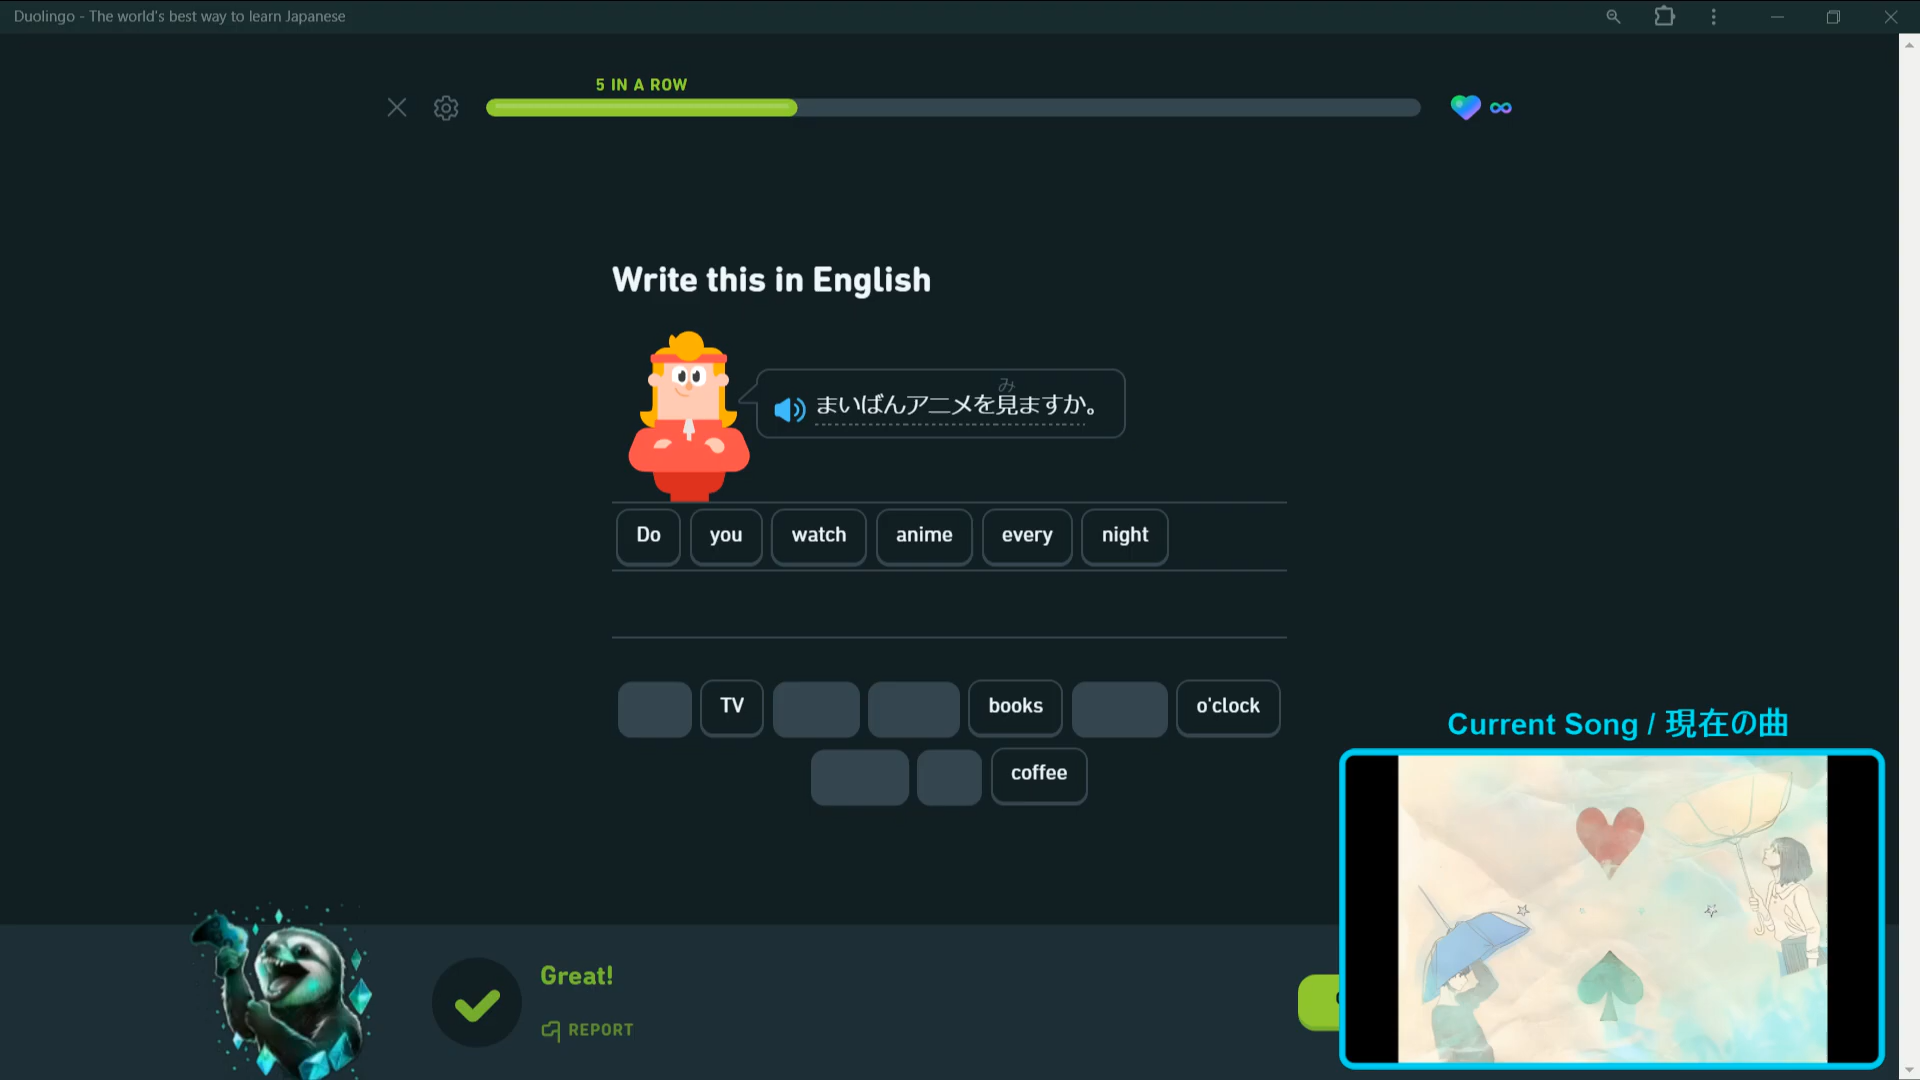 Duolingo - The world's best way to learn Japanese
5 IN A ROW
Write this in English
み
まいばんアニメを見ますか。
Do you watch anime every night
TV books o'clock
coffee
Current Song / 現在の曲
Great!
REPORT